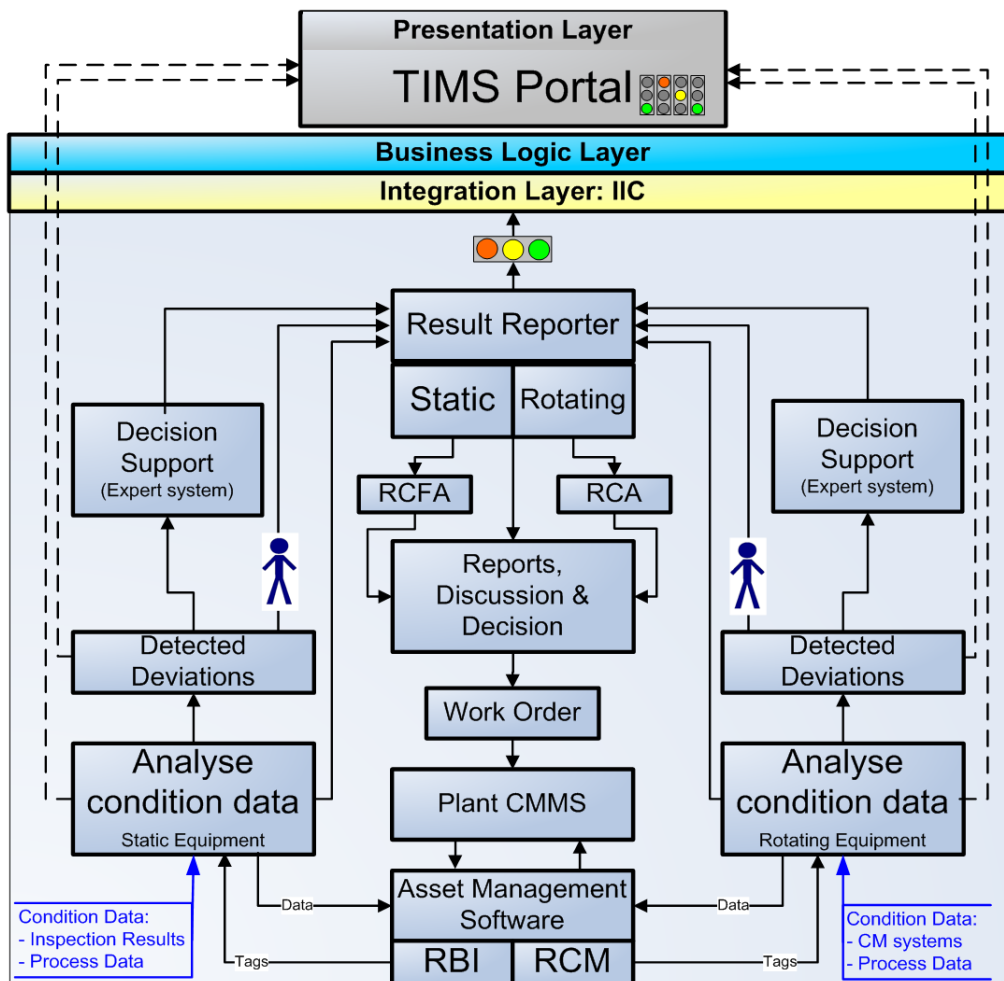 Presentation Layer
TIMS Portal
Business Logic Layer
Integration Layer: IIC
Result Reporter
Static
Rotating
Decision
Support
(Expert system)
Decision
Support
(Expert system)
RCFA
RCA
Reports,
Discussion &
Decision
Detected
Deviations
Detected
Deviations
Work Order
Analyse
condition data
Static Equipment
Plant CMMS
Analyse
condition data
Rotating Equipment
Condition Data:
- Inspection Results
- Process Data
Data
Tags
Asset Management
Software
RBI
RCM
Data
Tags
Condition Data:
- CM systems
- Process Data